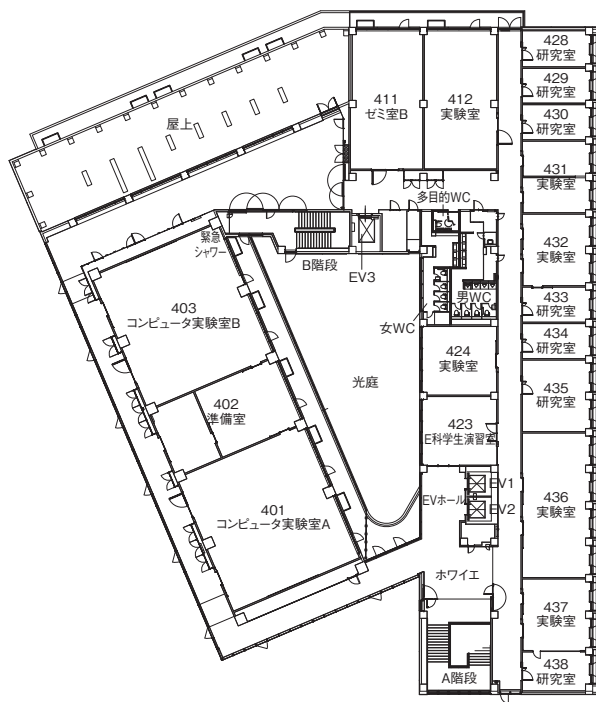 428
研究室
429
研究室
430
研究室
431
実験室
432
実験室
433
研究室
434
研究室
435
研究室
436
実験室
437
実験室
438
研究室
411
ゼミ室B
412
実験室
屋上
多目的WC
緊急
シャワー
B階段
EV3
男WC
女WC
403
コンピュータ実験室B
402
準備室
401
コンピュータ実験室A
光庭
424
実験室
423
E科学生演習室
EV1
EVホール
EV2
ホワイエ
A階段